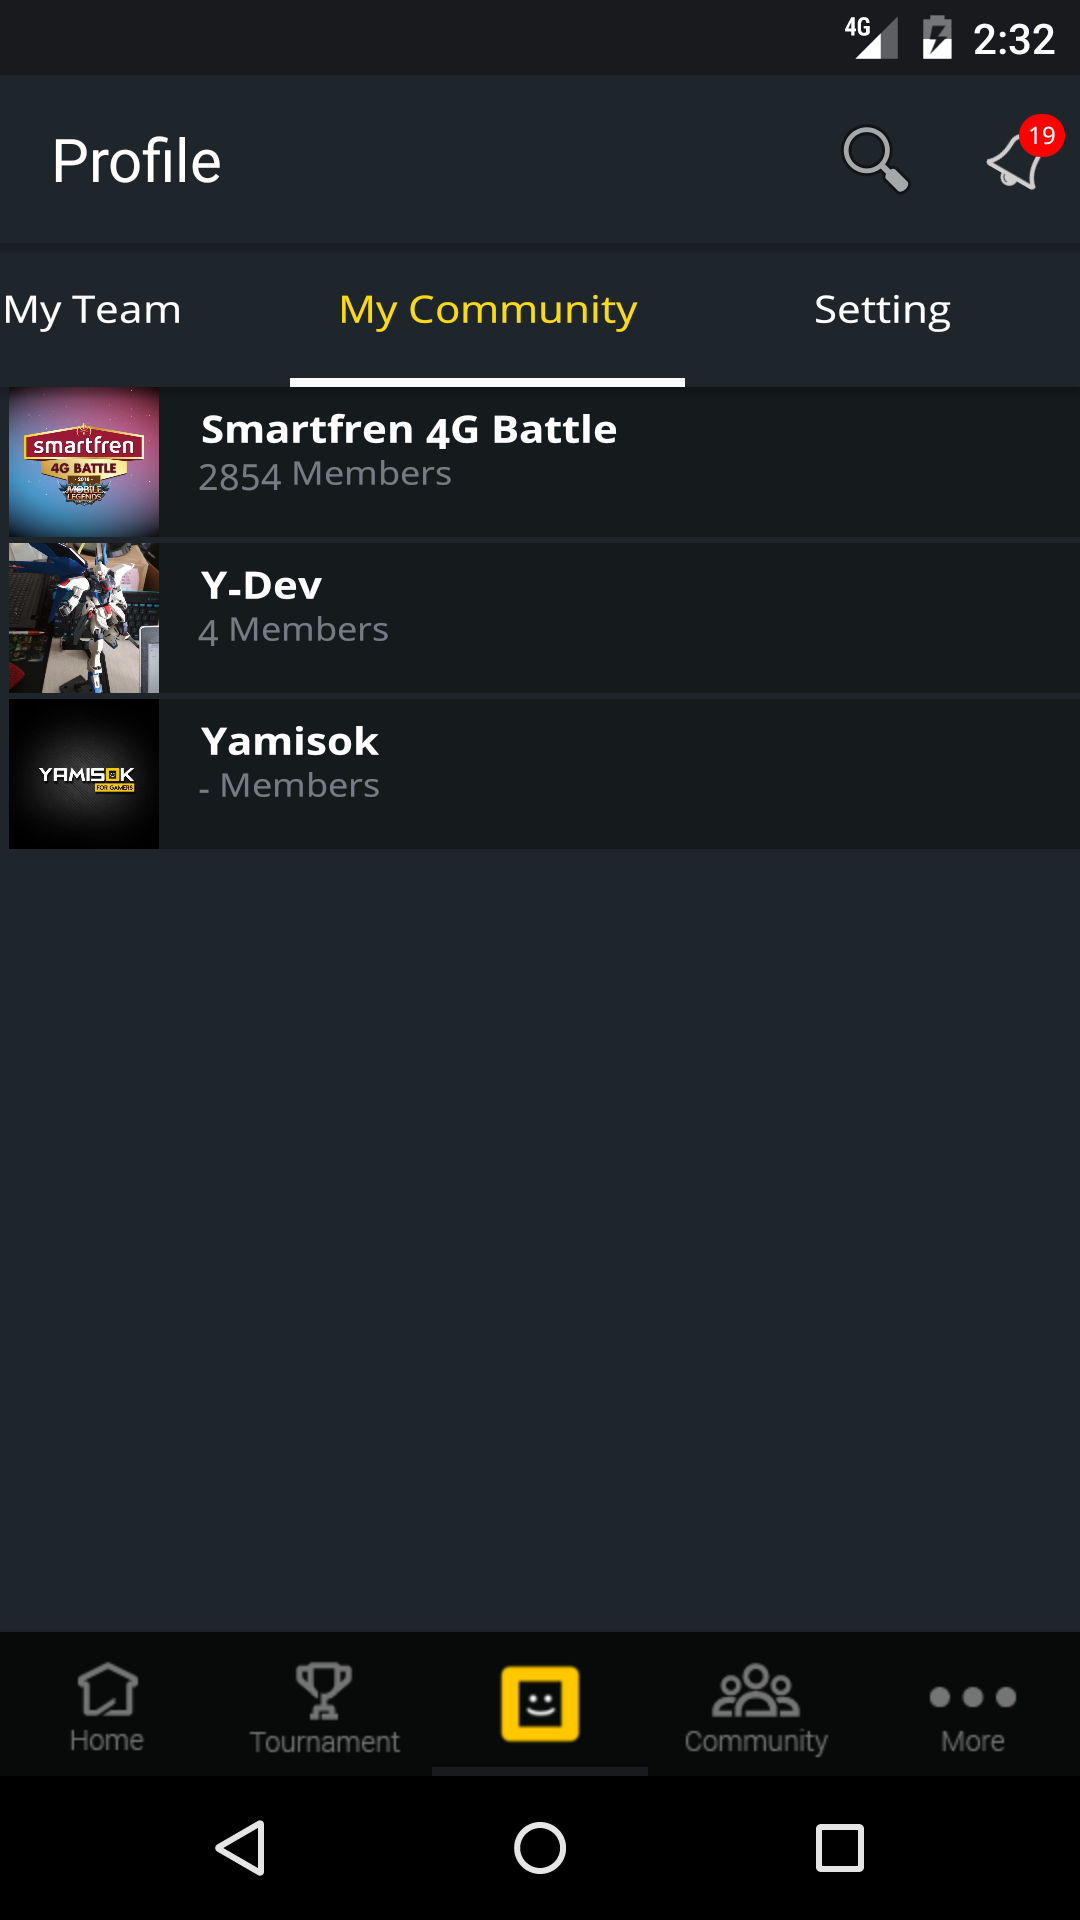 4G 2:32
Profile
19
My Team My Community Setting
smartfren
4G BATTLE
2018
MOBILE
LEGENDS
Smartfren 4G Battle
2854 Members
Y-Dev
4 Members
YAMISOK
FOR GAMERS
Yamisok
- Members
Home Tournament Community More